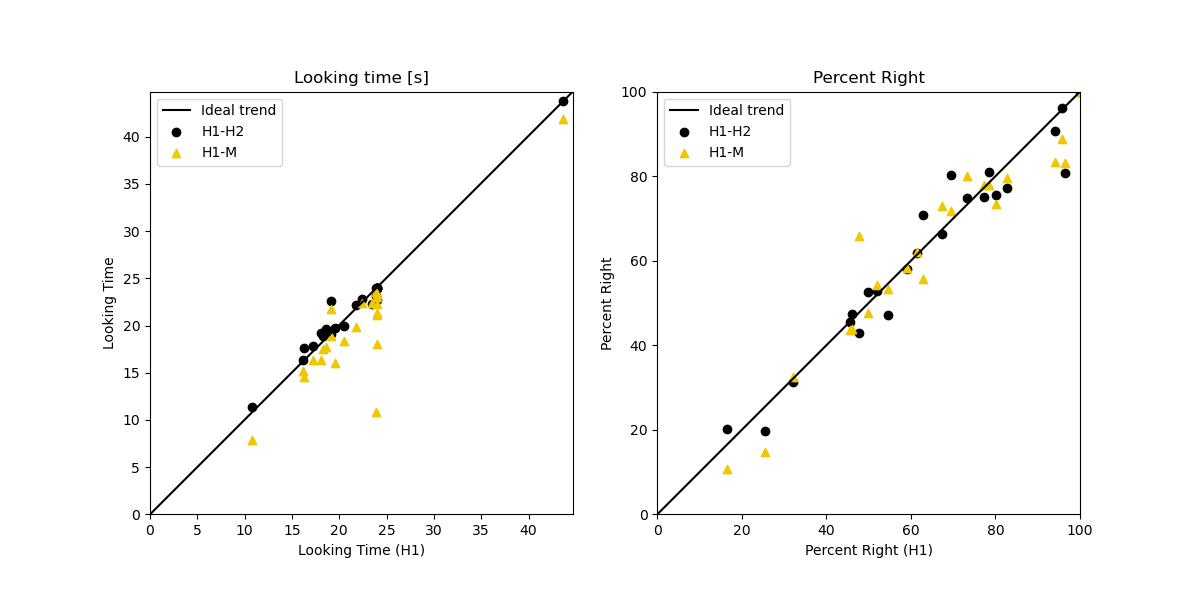 Looking time [s]
Ideal trend
H1-H2
H1-M
40
35
30
25
20
15
10
5
0
Looking Time
0 5 10 15 20 25 30 35 40
Looking Time (H1)
Percent Right
Ideal trend
H1-H2
H1-M
100
80
60
40
20
0
Percent Right
0 20 40 60 80 100
Percent Right (H1)